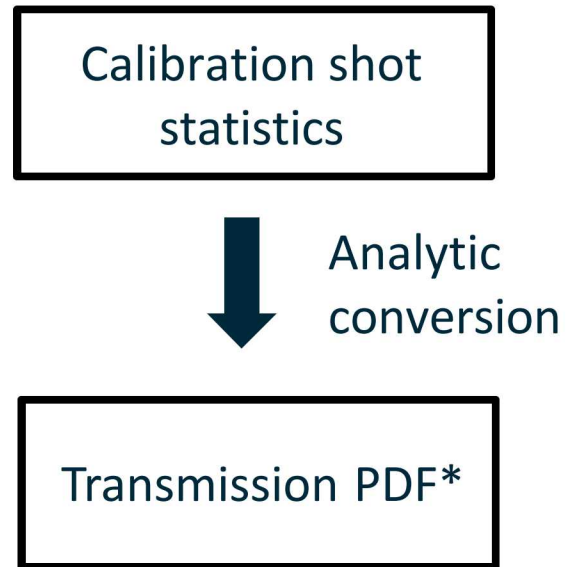 Calibration shot
statistics
Analytic
conversion
Transmission PDF*